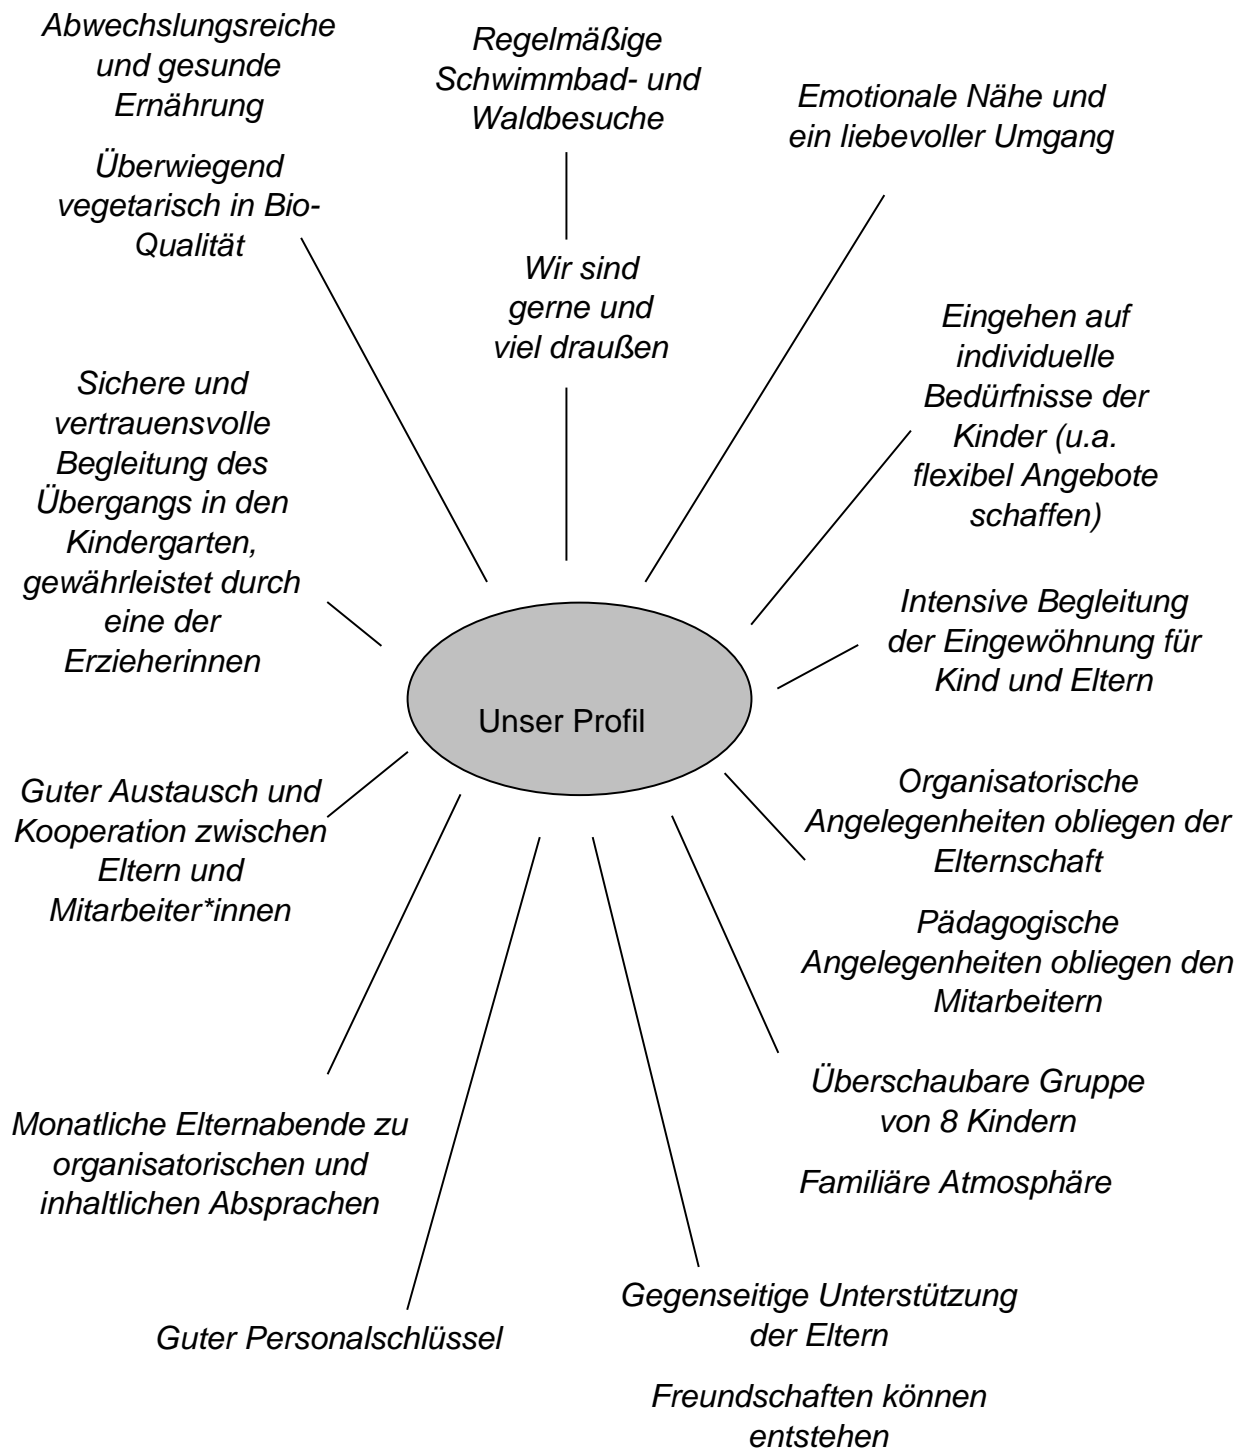 Abwechslungsreiche
und gesunde
Ernährung
Überwiegend
vegetarisch in Bio-
Qualität
Regelmäßige
Schwimmbad- und
Waldbesuche
Wir sind
gerne und
viel draußen
Emotionale Nähe und
ein liebevoller Umgang
Eingehen auf
individuelle
Bedürfnisse der
Kinder (u.a.
flexibel Angebote
schaffen)
Sichere und
vertrauensvolle
Begleitung des
Übergangs in den
Kindergarten,
gewährleistet durch
eine der
Erzieherinnen
Intensive Begleitung
der Eingewöhnung für
Kind und Eltern
Unser Profil
Guter Austausch und
Kooperation zwischen
Eltern und
Mitarbeiter*innen
Organisatorische
Angelegenheiten obliegen der
Elternschaft
Pädagogische
Angelegenheiten obliegen den
Mitarbeitern
Überschaubare Gruppe
von 8 Kindern
Familiäre Atmosphäre
Monatliche Elternabende zu
organisatorischen und
inhaltlichen Absprachen
Guter Personalschlüssel
Gegenseitige Unterstützung
der Eltern
Freundschaften können
entstehen